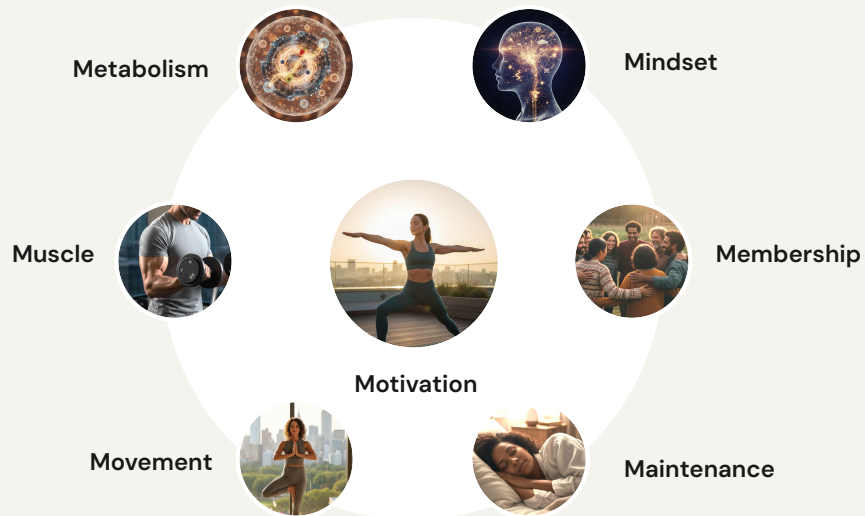 Metabolism
Mindset
Muscle
Membership
Motivation
Movement
Maintenance